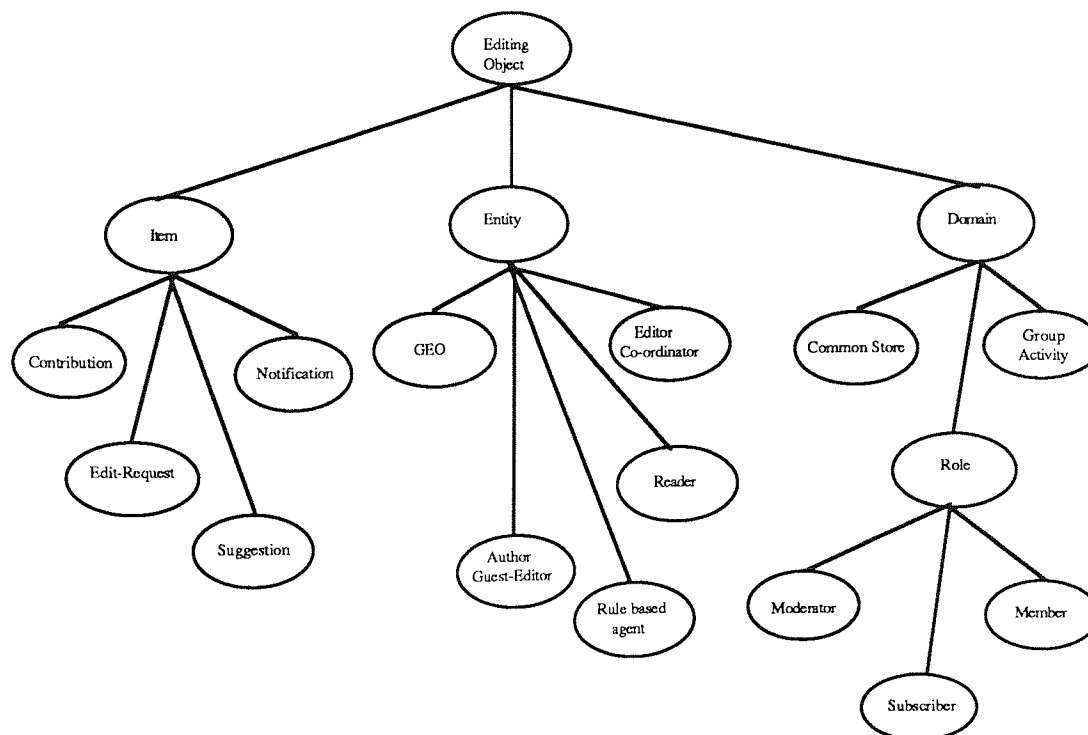 Editing
Object
Item
Entity
Domain
Contribution
Notification
GEO
Editor
Co-ordinator
Common Store
Group
Activity
Edit-Request
Reader
Role
Suggestion
Author
Guest-Editor
Rule based
agent
Moderator
Member
Subscriber